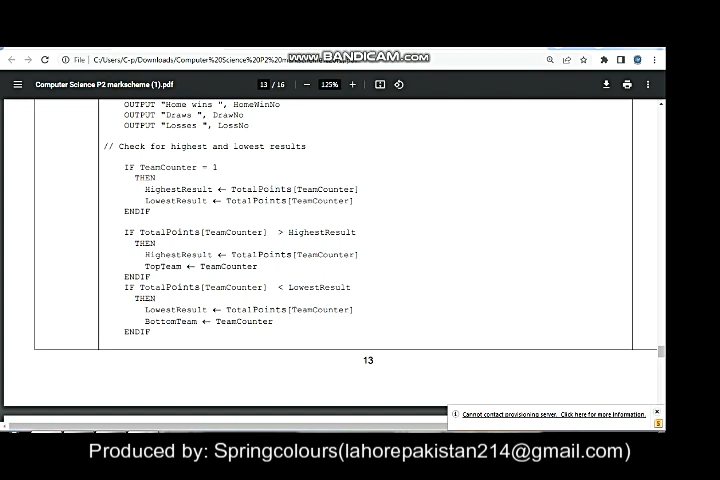 www.BANDICAM.com
File | C:/Users/C-p/Downloads/Computer%20Science%20P2%20markscheme
Computer Science P2 markscheme (1).pdf
13 / 16
125%
OUTPUT "Home wins ", HomeWinNo
OUTPUT "Draws ", DrawNo
OUTPUT "Losses ", LossNo
// Check for highest and lowest results
IF TeamCounter = 1
THEN
HighestResult ← TotalPoints[TeamCounter]
LowestResult ← TotalPoints[TeamCounter]
ENDIF
IF TotalPoints[TeamCounter] > HighestResult
THEN
HighestResult ← TotalPoints[TeamCounter]
TopTeam ← TeamCounter
ENDIF
IF TotalPoints[TeamCounter] < LowestResult
THEN
LowestResult ← TotalPoints[TeamCounter]
BottomTeam ← TeamCounter
ENDIF
13
Cannot contact provisioning server. Click here for more information.
Produced by: Springcolours(lahorepakistan214@gmail.com)